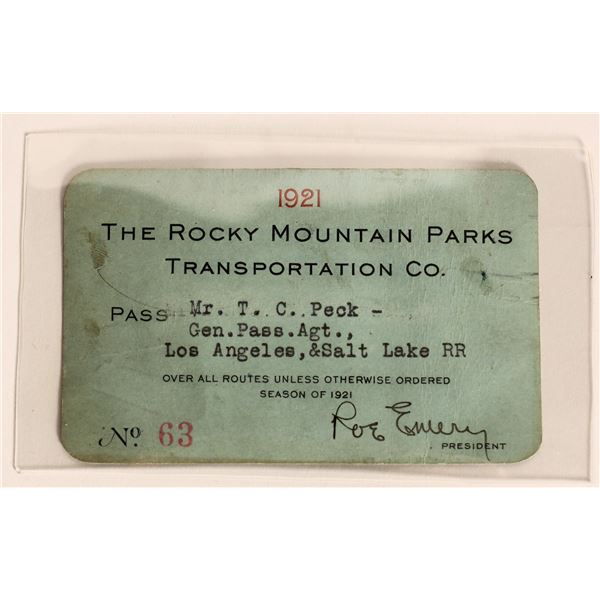 1921
THE ROCKY MOUNTAIN PARKS
TRANSPORTATION CO.
PASS Mr. T. C. Peck -
Gen.Pass.Agt.,
Los Angeles,&Salt Lake RR
OVER ALL ROUTES UNLESS OTHERWISE ORDERED
SEASON OF 1921
Nº 63
Roe Emery
PRESIDENT